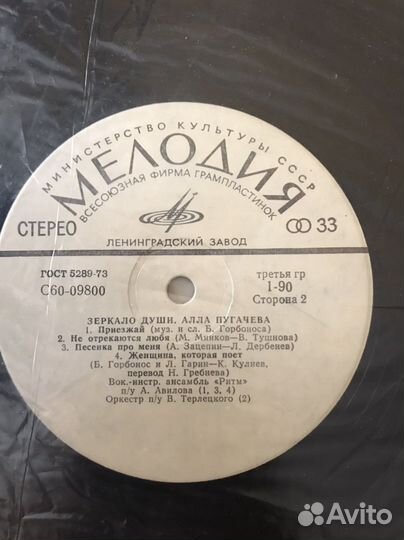 МИНИСТЕРСТВО КУЛЬТУРЫ СССР
МЕЛОДИЯ
ВСЕСОЮЗНАЯ ФИРМА ГРАМПЛАСТИНОК
СТЕРЕО
33
ЛЕНИНГРАДСКИЙ ЗАВОД
ГОСТ 5289-73
третья гр
С60-09800
1-90
Сторона 2
ЗЕРКАЛО ДУШИ. АЛЛА ПУГАЧЕВА
1. Приезжай (муз. и сл. Б. Горбоноса)
2. Не отрекаются любя (М. Минков—В. Тушнова)
3. Песенка про меня (А. Зацепин—Л. Дербенев)
4. Женщина, которая поет
(Б. Горбонос и Л. Гарин—К. Кулиев,
перевод Н. Гребнева)
Вок.-инстр. ансамбль «Ритм»
п/у А. Авилова (1, 3, 4)
Оркестр п/у В. Терлецкого (2)
Avito